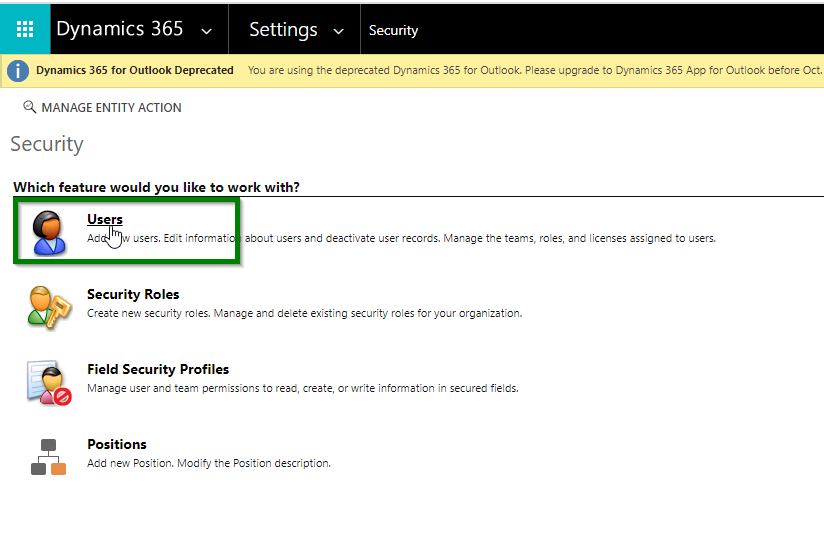 Dynamics 365 Settings Security
Dynamics 365 for Outlook Deprecated You are using the deprecated Dynamics 365 for Outlook. Please upgrade to Dynamics 365 App for Outlook before Oct.
MANAGE ENTITY ACTION
Security
Which feature would you like to work with?
Users
Add users. Edit information about users and deactivate user records. Manage the teams, roles, and licenses assigned to users.
Security Roles
Create new security roles. Manage and delete existing security roles for your organization.
Field Security Profiles
Manage user and team permissions to read, create, or write information in secured fields.
Positions
Add new Position. Modify the Position description.